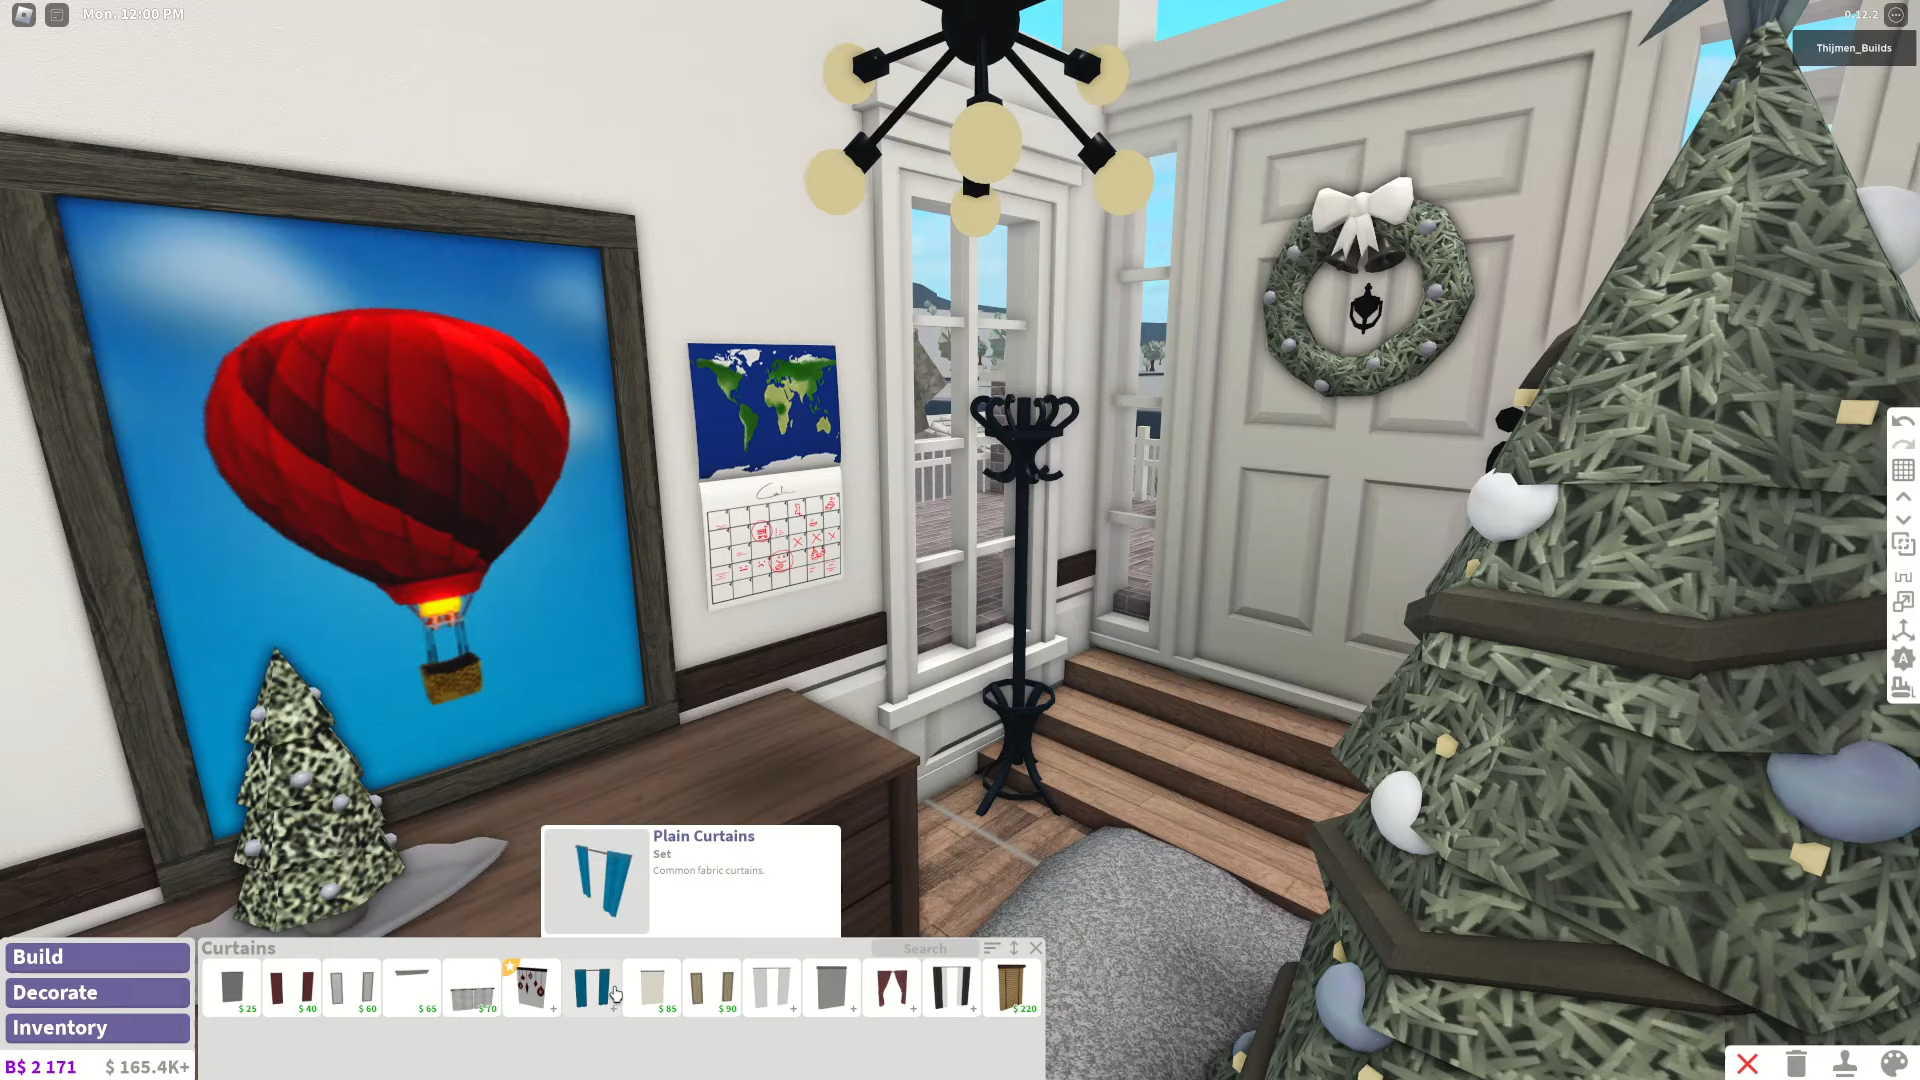 Mon. 12:00 PM
0.12.2
Thijmen_Builds
Cal
Plain Curtains
Set
Common fabric curtains.
Build
Decorate
Inventory
B$ 2 171
$ 165.4K+
Curtains
Search
$ 25
$ 40
$ 60
$ 65
$ 70
+
+
$ 85
$ 90
+
+
+
+
$ 220
A